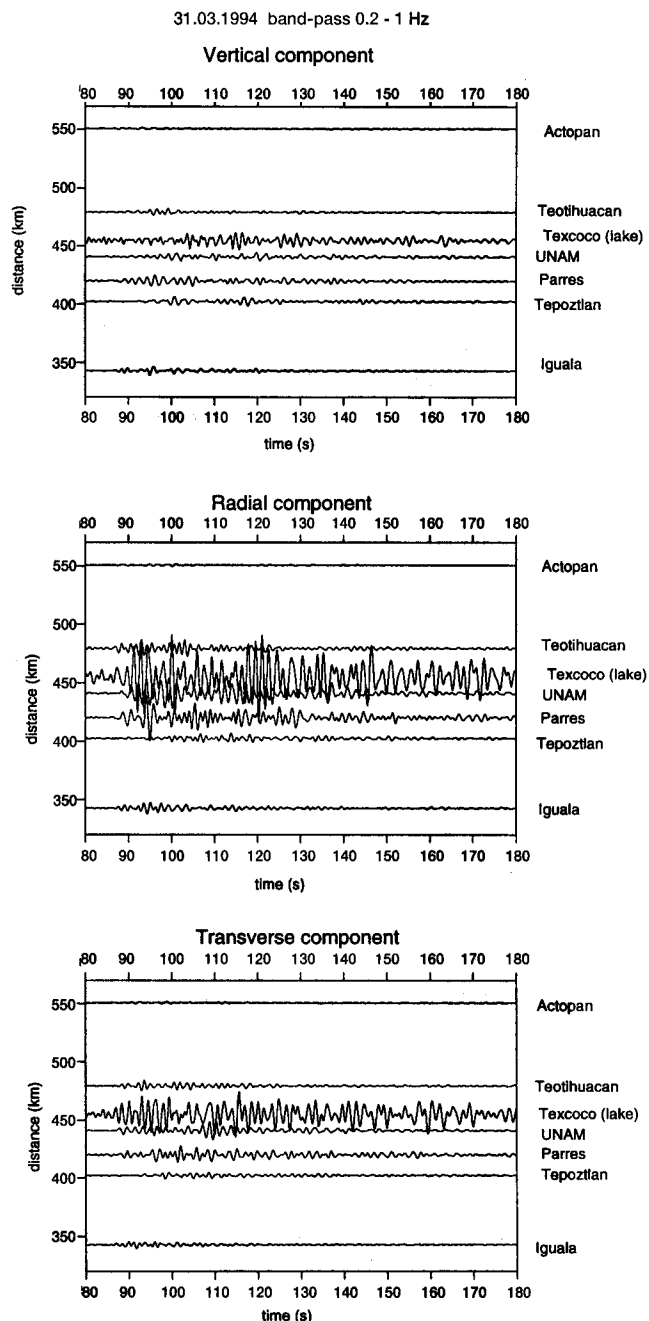 31.03.1994 band-pass 0.2 - 1 Hz
Vertical component
80 90 100 110 120 130 140 150 160 170 180
550 Actopan
500
Teotihuacan
450 Texcoco (lake)
UNAM
Parres
400 Tepoztlan
350 Iguala
distance (km)
80 90 100 110 120 130 140 150 160 170 180
time (s)
Radial component
80 90 100 110 120 130 140 150 160 170 180
550 Actopan
500
Teotihuacan
450 Texcoco (lake)
UNAM
Parres
400 Tepoztlan
350 Iguala
distance (km)
80 90 100 110 120 130 140 150 160 170 180
time (s)
Transverse component
80 90 100 110 120 130 140 150 160 170 180
550 Actopan
500
Teotihuacan
450 Texcoco (lake)
UNAM
Parres
400 Tepoztlan
350 Iguala
distance (km)
80 90 100 110 120 130 140 150 160 170 180
time (s)